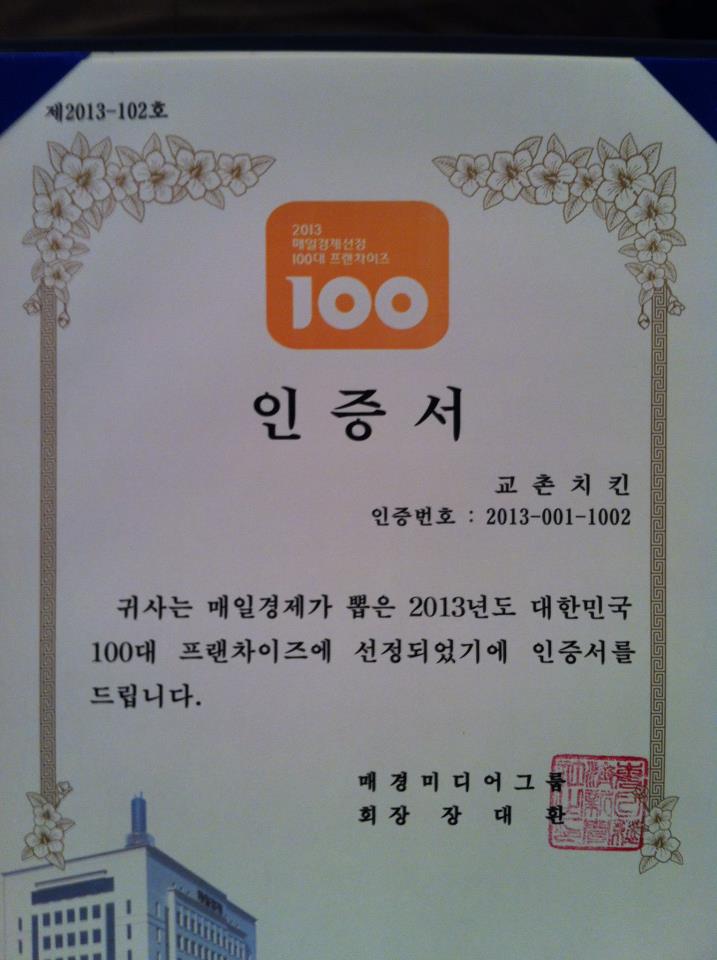 제2013-102호
2013
매일경제선정
100대 프랜차이즈
100
인 증 서
교 촌 치 킨
인증번호 : 2013-001-1002
귀사는 매일경제가 뽑은 2013년도 대한민국
100대 프랜차이즈에 선정되었기에 인증서를
드립니다.
매 경 미 디 어 그 룹
회 장 장 대 환
매일경제